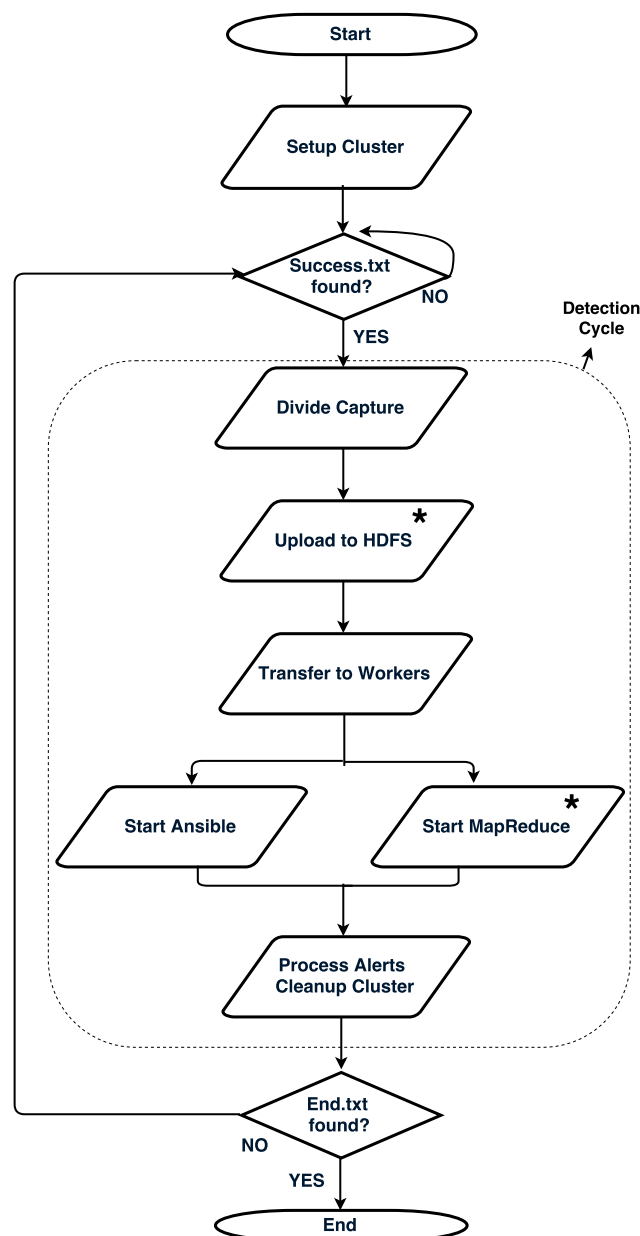 Start
Setup Cluster
Success.txt
found?
NO
YES
Detection
Cycle
Divide Capture
Upload to HDFS *
Transfer to Workers
Start Ansible
Start MapReduce *
Process Alerts
Cleanup Cluster
End.txt
found?
NO
YES
End